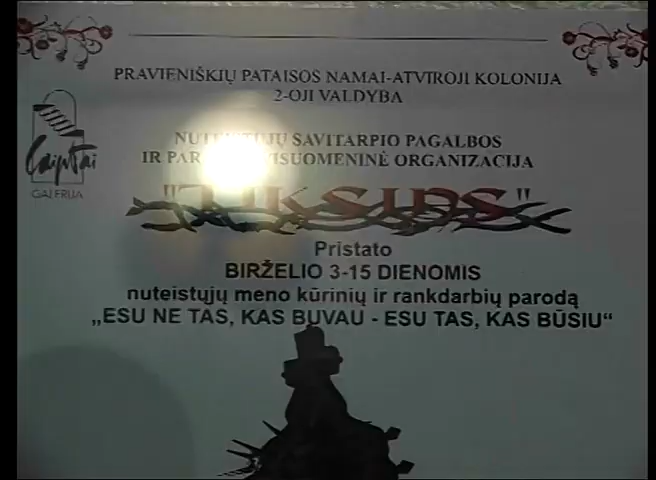 PRAVIENIŠKIŲ PATAISOS NAMAI-ATVIROJI KOLONIJA
2-OJI VALDYBA
NUTEISTŲJŲ SAVITARPIO PAGALBOS
IR VISUOMENINĖ ORGANIZACIJA
GALERIJA
Pristato
BIRŽELIO 3-15 DIENOMIS
nuteistųjų meno kūrinių ir rankdarbių parodą
„ESU NE TAS, KAS BUVAU - ESU TAS, KAS BŪSIU“